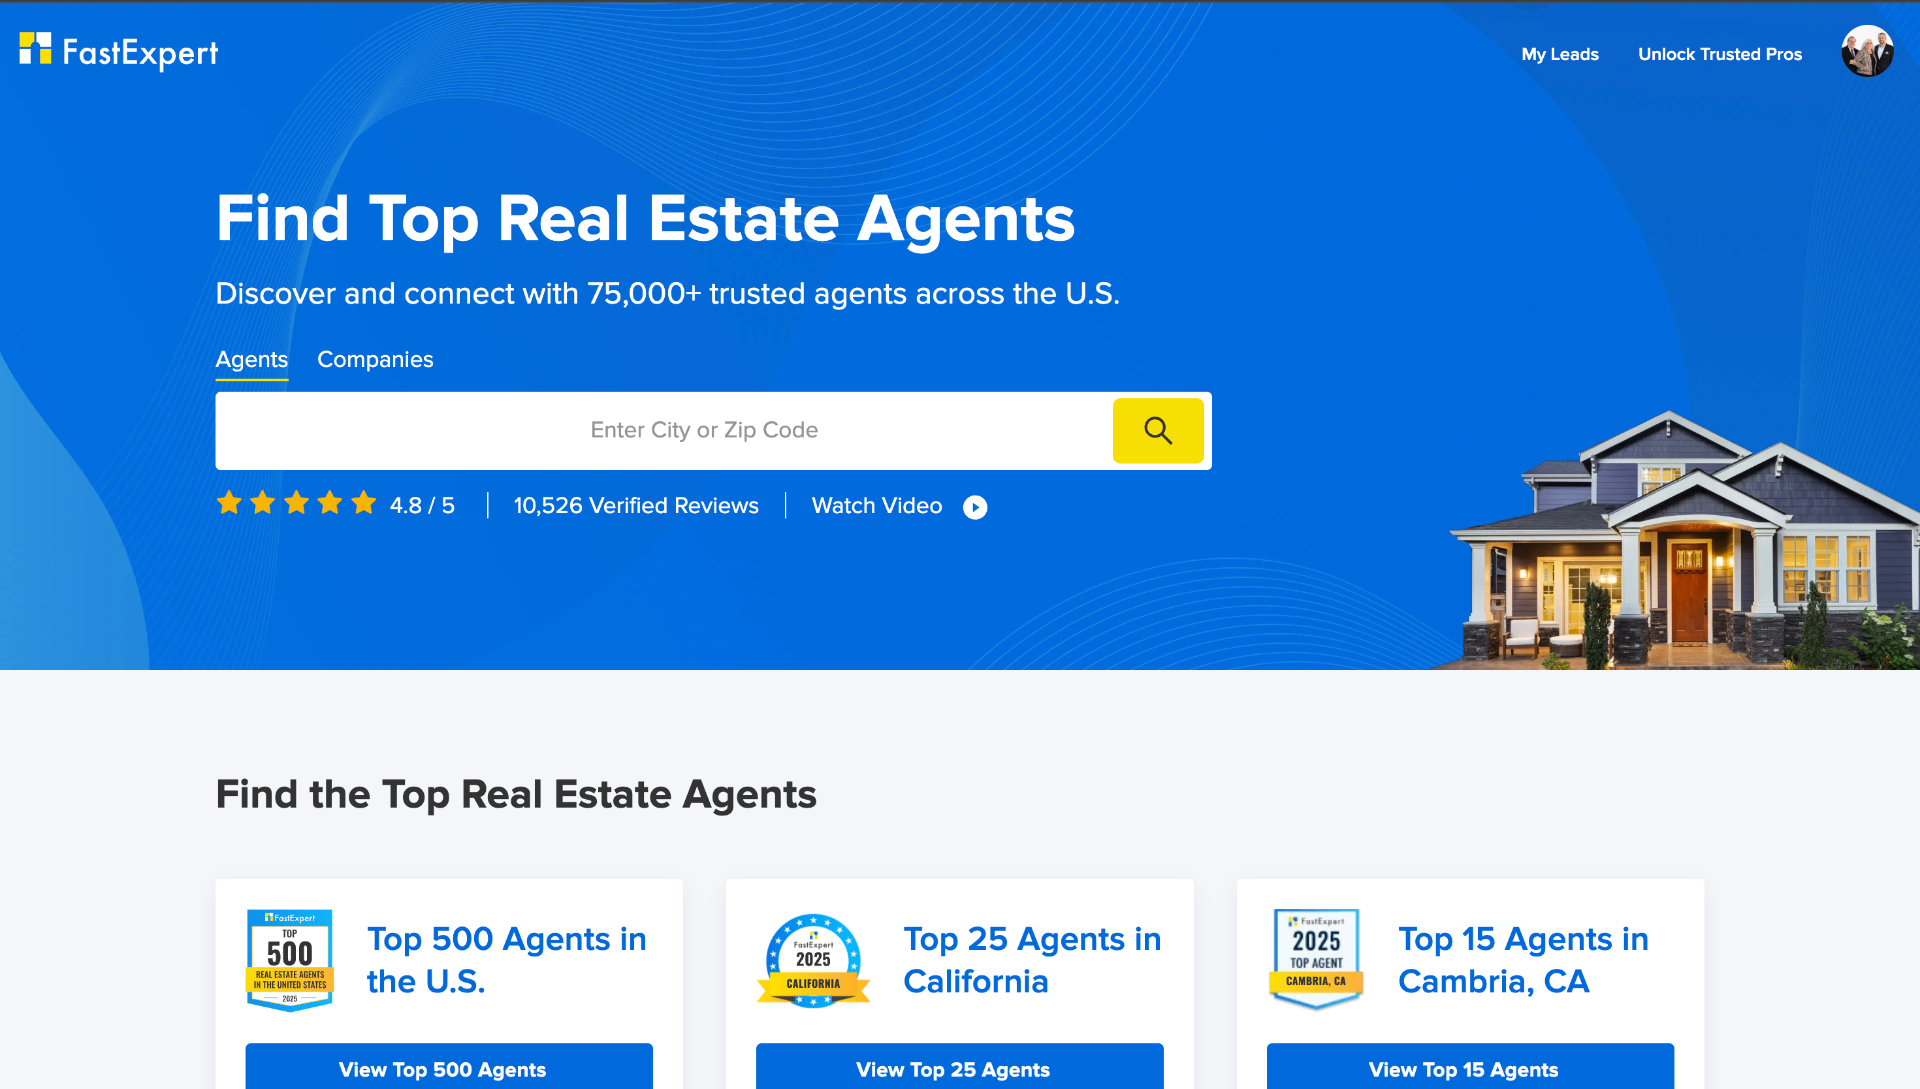 FastExpert
My Leads
Unlock Trusted Pros
Find Top Real Estate Agents
Discover and connect with 75,000+ trusted agents across the U.S.
Agents
Companies
Enter City or Zip Code
4.8 / 5
10,526 Verified Reviews
Watch Video
Find the Top Real Estate Agents
FastExpert
TOP
500
REAL ESTATE AGENTS
IN THE UNITED STATES
2025
Top 500 Agents in
the U.S.
View Top 500 Agents
FastExpert
2025
CALIFORNIA
Top 25 Agents in
California
View Top 25 Agents
FastExpert
2025
TOP AGENT
CAMBRIA, CA
Top 15 Agents in
Cambria, CA
View Top 15 Agents